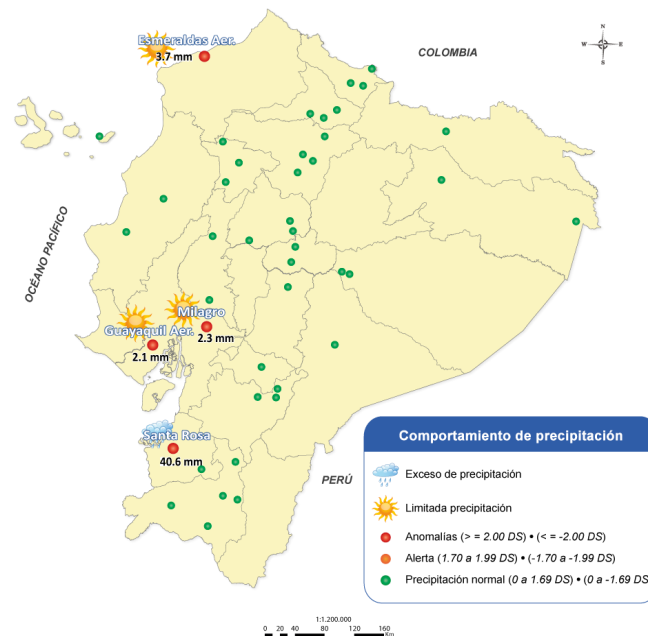 Esmeraldas Aer.
3.7 mm
COLOMBIA
N
W E
S
OCÉANO PACÍFICO
Milagro
Guayaquil Aer.
2.3 mm
2.1 mm
Santa Rosa
40.6 mm
PERÚ
Comportamiento de precipitación
Exceso de precipitación
Limitada precipitación
Anomalías (> = 2.00 DS) • (< = -2.00 DS)
Alerta (1.70 a 1.99 DS) • (-1.70 a -1.99 DS)
Precipitación normal (0 a 1.69 DS) • (0 a -1.69 DS
1:1.200.000
0 20 40 80 120 160
Km